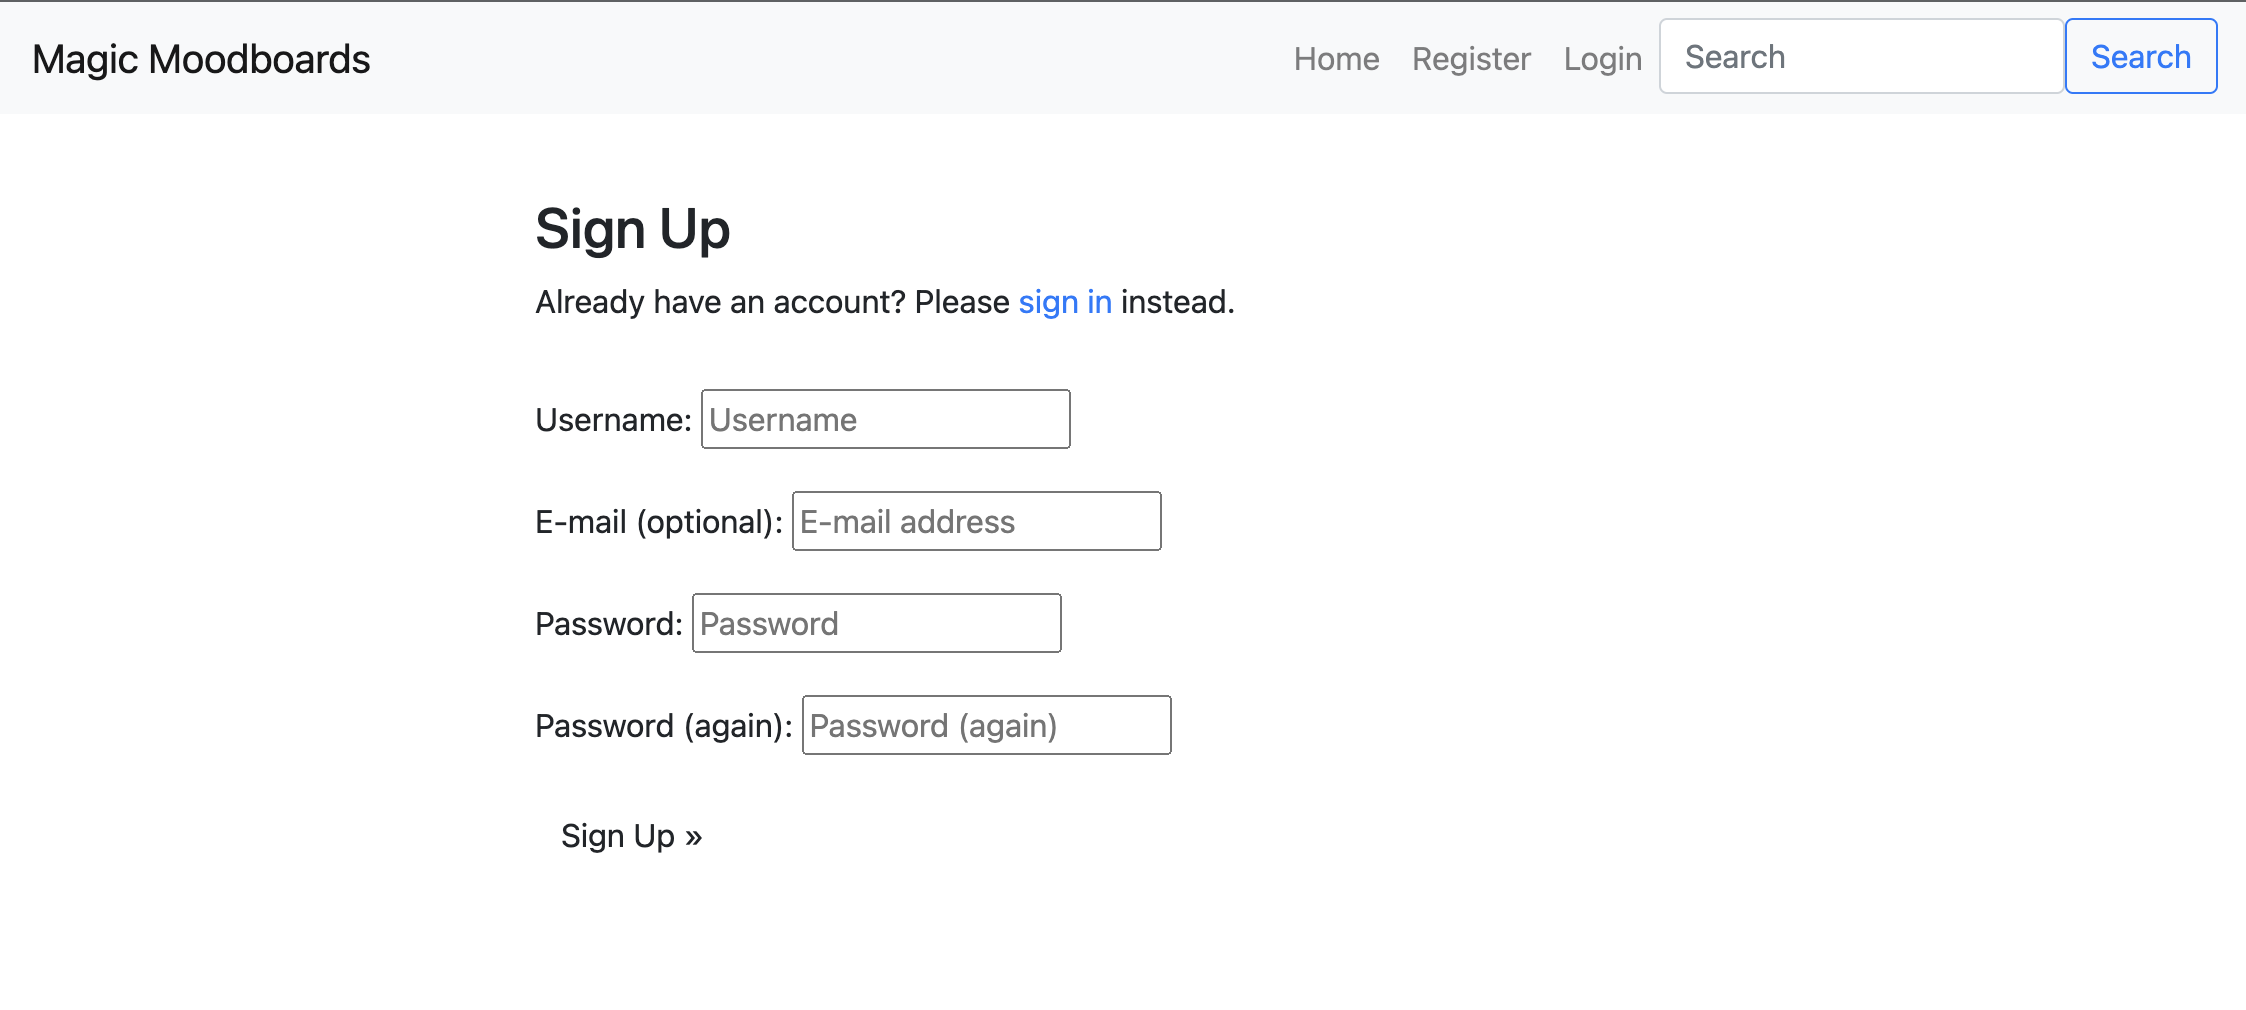 Magic Moodboards Home Register Login Search Search
Sign Up
Already have an account? Please sign in instead.
Username: Username
E-mail (optional): E-mail address
Password: Password
Password (again): Password (again)
Sign Up »